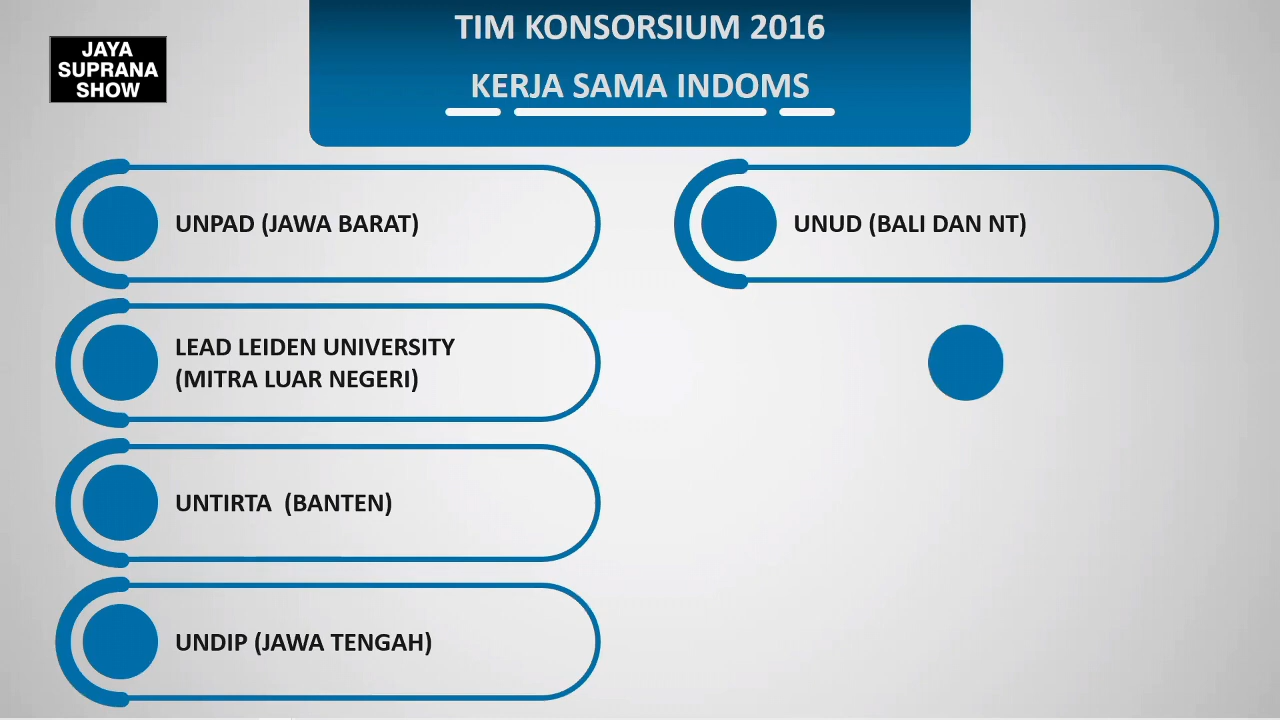 JAYA
SUPRANA
SHOW
TIM KONSORSIUM 2016
KERJA SAMA INDOMS
UNPAD (JAWA BARAT)
LEAD LEIDEN UNIVERSITY
(MITRA LUAR NEGERI)
UNTIRTA (BANTEN)
UNDIP (JAWA TENGAH)
UNUD (BALI DAN NT)